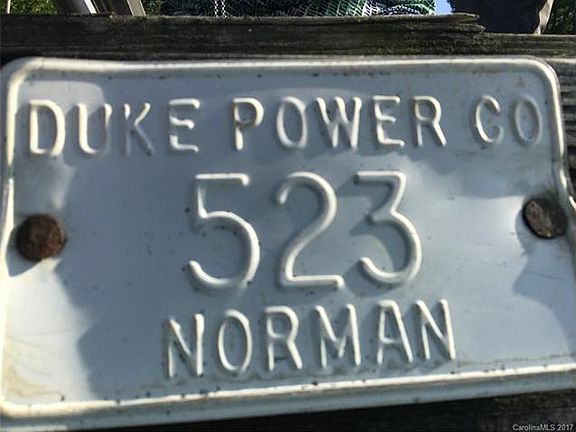 DUKE POWER CO
523
NORMAN
CarolinaMLS 2017